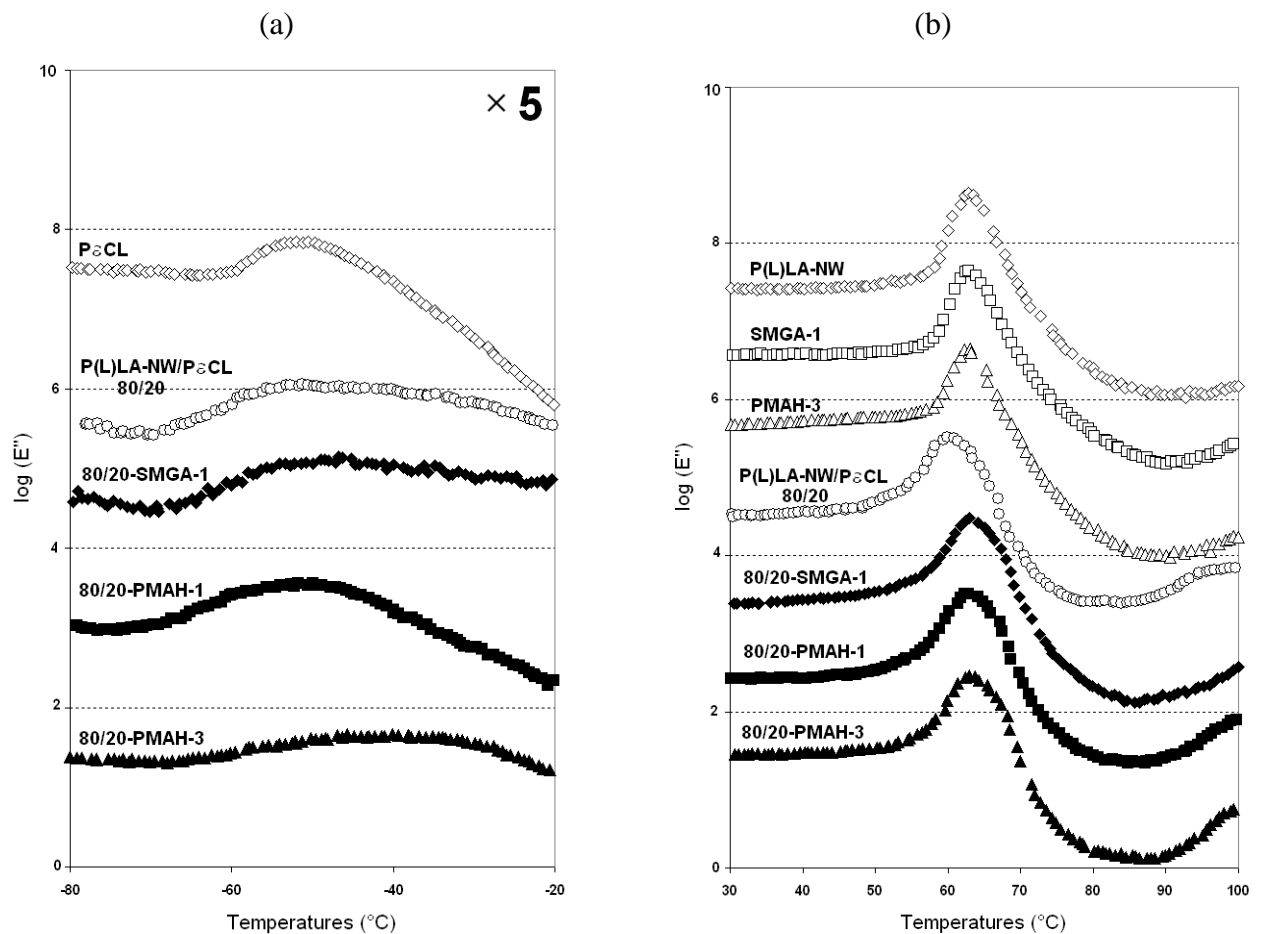 (a)
(b)
× 5
10
8
6
4
2
0
PεCL
P(L)LA-NW/PεCL
80/20
80/20-SMGA-1
80/20-PMAH-1
80/20-PMAH-3
log (E")
-80
-60
-40
-20
Temperatures (°C)
10
8
6
4
2
0
P(L)LA-NW
SMGA-1
PMAH-3
P(L)LA-NW/PεCL
80/20
80/20-SMGA-1
80/20-PMAH-1
80/20-PMAH-3
log (E")
30
40
50
60
70
80
90
100
Temperatures (°C)